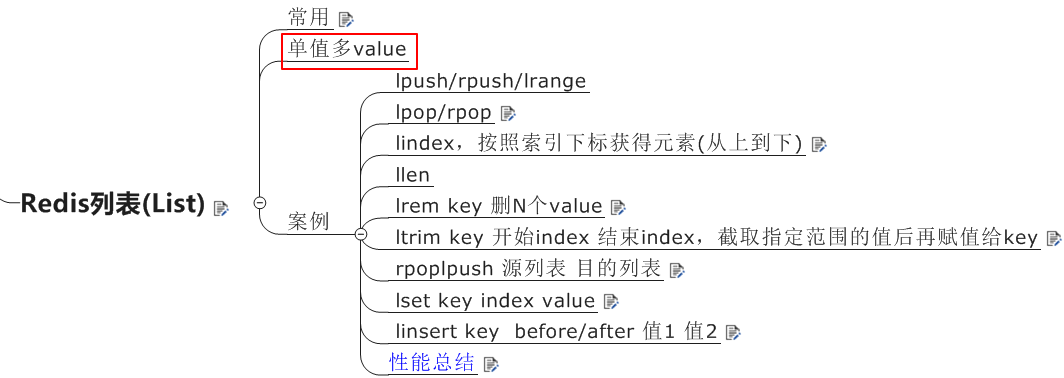 常用
单值多value
lpush/rpush/lrange
lpop/rpop
lindex，按照索引下标获得元素(从上到下)
llen
Redis列表(List)
案例
lrem key 删N个value
ltrim key 开始index 结束index，截取指定范围的值后再赋值给key
rpoplpush 源列表 目的列表
lset key index value
linsert key  before/after 值1 值2
性能总结